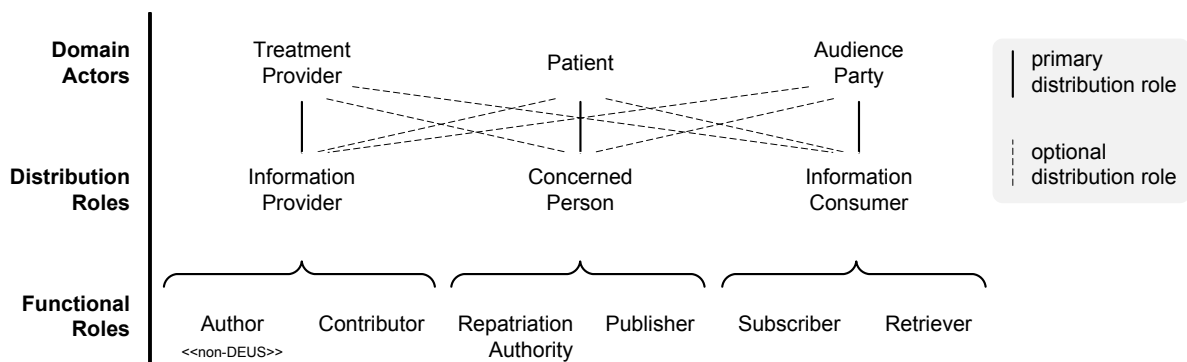 Domain
Actors
Treatment
Provider
Patient
Audience
Party
primary
distribution role
optional
distribution role
Distribution
Roles
Information
Provider
Concerned
Person
Information
Consumer
Functional
Roles
Author
<<non-DEUS>>
Contributor
Repatriation
Authority
Publisher
Subscriber
Retriever